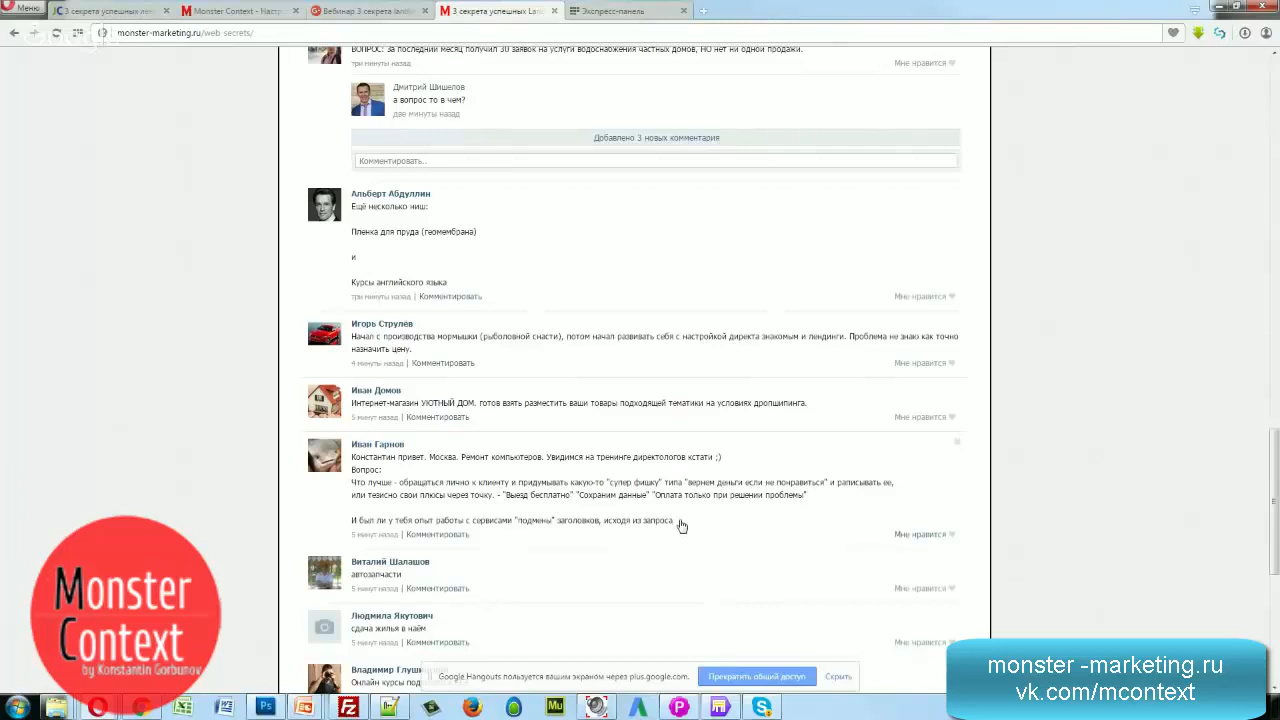 Меню
3 секрета успешных лен
Monster Context - Настр
Вебинар 3 секрета landi
3 секрета успешных Lan
Экспресс-панель
monster-marketing.ru/web-secrets/
ВОПРОС: За последний месяц получил 30 заявок на услуги водоснабжения частных домов, НО нет ни одной продажи.
три минуты назад
Мне нравится
Дмитрий Шишелов
а вопрос то в чем?
две минуты назад
Добавлено 3 новых комментария
Комментировать..
Альберт Абдуллин
Ещё несколько ниш:
Пленка для пруда (геомембрана)
и
Курсы английского языка
три минуты назад | Комментировать
Мне нравится
Игорь Струлёв
Начал с производства мормышки (рыболовной снасти), потом начал развивать себя с настройкой директа знакомым и лендинги. Проблема не знаю как точно
назначить цену.
4 минуты назад | Комментировать
Мне нравится
Иван Домов
Интернет-магазин УЮТНЫЙ ДОМ. готов взять разместить ваши товары подходящей тематики на условиях дропшипинга.
5 минут назад | Комментировать
Мне нравится
Иван Гарнов
Константин привет. Москва. Ремонт компьютеров. Увидимся на тренинге директологов кстати ;)
Вопрос:
Что лучше - обращаться лично к клиенту и придумывать какую-то "супер фишку" типа "вернем деньги если не понравиться" и раписывать ее,
или тезисно свои плюсы через точку. - "Выезд бесплатно" "Сохраним данные" "Оплата только при решении проблемы"
И был ли у тебя опыт работы с сервисами "подмены" заголовков, исходя из запроса
5 минут назад | Комментировать
Мне нравится
Виталий Шалашов
автозапчасти
5 минут назад | Комментировать
Мне нравится
Людмила Якутович
сдача жилья в наём
5 минут назад | Комментировать
Мне нравится
Владимир
Онлайн курсы
Google Hangouts пользуется вашим экраном через plus.google.com.
Прекратить общий доступ
Скрыть
Monster
Context
by Konstantin Gorbunov
monster -marketing.ru
vk.com/mcontext